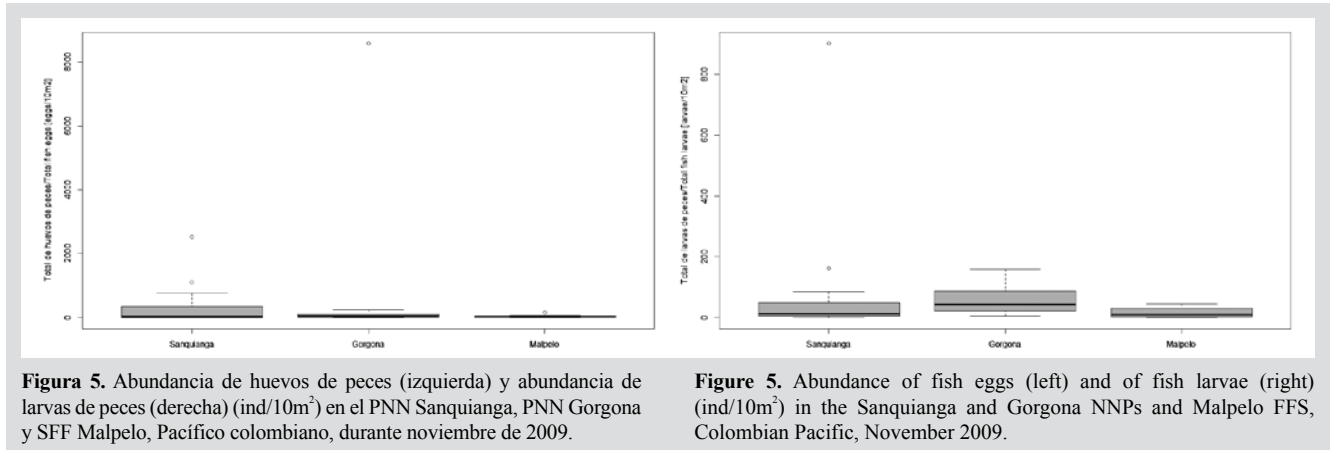 Total de huevos de peces/Total fish eggs [eggs/10m2]
8000
6000
4000
2000
0
Sanquianga
Gorgona
Malpelo
Total de larvas de peces/Total fish larvae [larvae/10m2]
800
600
400
200
0
Sanquianga
Gorgona
Malpelo
Figura 5. Abundancia de huevos de peces (izquierda) y abundancia de
larvas de peces (derecha) (ind/10m²) en el PNN Sanquianga, PNN Gorgona
y SFF Malpelo, Pacífico colombiano, durante noviembre de 2009.
Figure 5. Abundance of fish eggs (left) and of fish larvae (right)
(ind/10m²) in the Sanquianga and Gorgona NNPs and Malpelo FFS,
Colombian Pacific, November 2009.